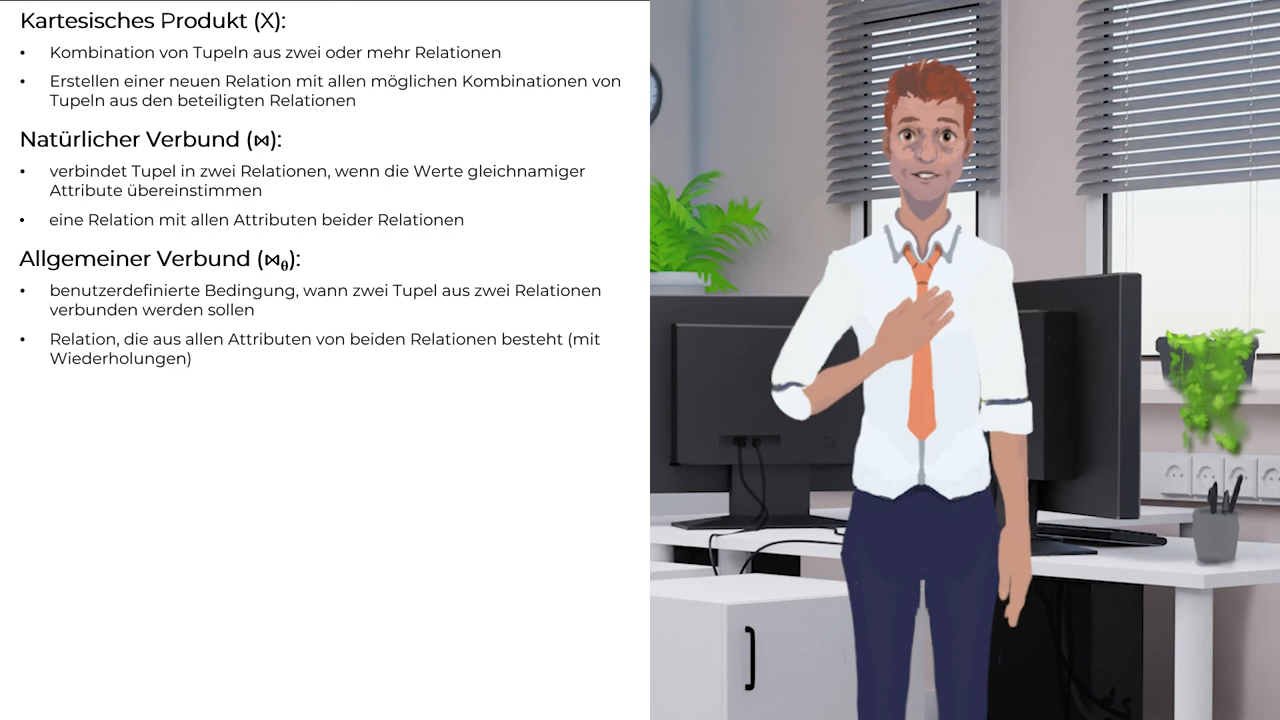 Kartesisches Produkt (X):
• Kombination von Tupeln aus zwei oder mehr Relationen
• Erstellen einer neuen Relation mit allen möglichen Kombinationen von
Tupeln aus den beteiligten Relationen
Natürlicher Verbund (⋈):
• verbindet Tupel in zwei Relationen, wenn die Werte gleichnamiger
Attribute übereinstimmen
• eine Relation mit allen Attributen beider Relationen
Allgemeiner Verbund (⋈θ):
• benutzerdefinierte Bedingung, wann zwei Tupel aus zwei Relationen
verbunden werden sollen
• Relation, die aus allen Attributen von beiden Relationen besteht (mit
Wiederholungen)